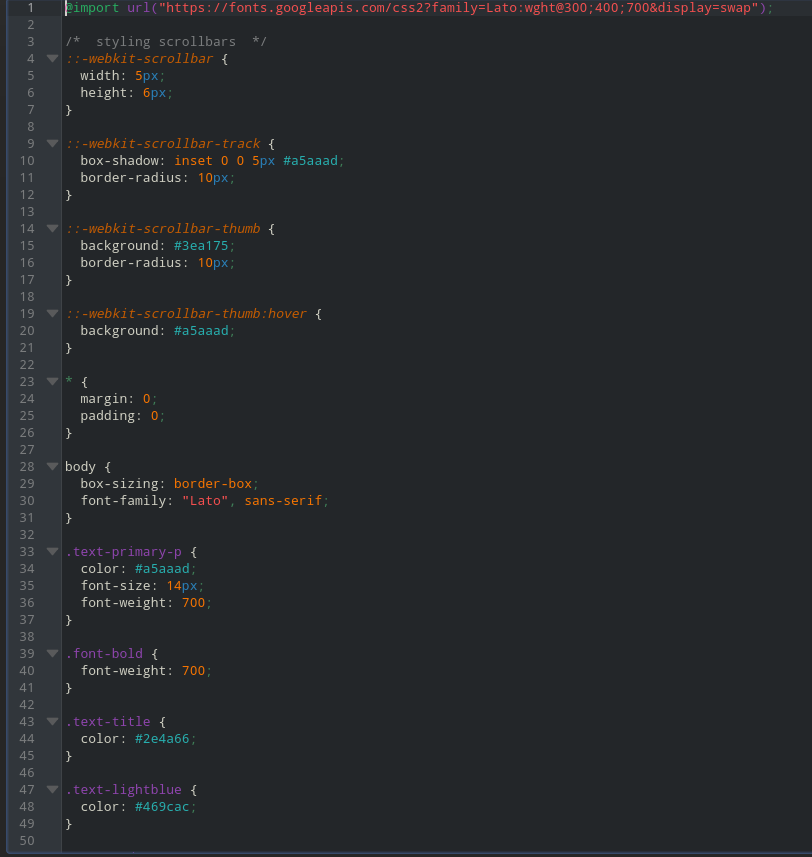 1 @import url("https://fonts.googleapis.com/css2?family=Lato:wght@300;400;700&display=swap");
2
3 /*  styling scrollbars  */
4 ::-webkit-scrollbar {
5   width: 5px;
6   height: 6px;
7 }
8
9 ::-webkit-scrollbar-track {
10   box-shadow: inset 0 0 5px #a5aaad;
11   border-radius: 10px;
12 }
13
14 ::-webkit-scrollbar-thumb {
15   background: #3ea175;
16   border-radius: 10px;
17 }
18
19 ::-webkit-scrollbar-thumb:hover {
20   background: #a5aaad;
21 }
22
23 * {
24   margin: 0;
25   padding: 0;
26 }
27
28 body {
29   box-sizing: border-box;
30   font-family: "Lato", sans-serif;
31 }
32
33 .text-primary-p {
34   color: #a5aaad;
35   font-size: 14px;
36   font-weight: 700;
37 }
38
39 .font-bold {
40   font-weight: 700;
41 }
42
43 .text-title {
44   color: #2e4a66;
45 }
46
47 .text-lightblue {
48   color: #469cac;
49 }
50